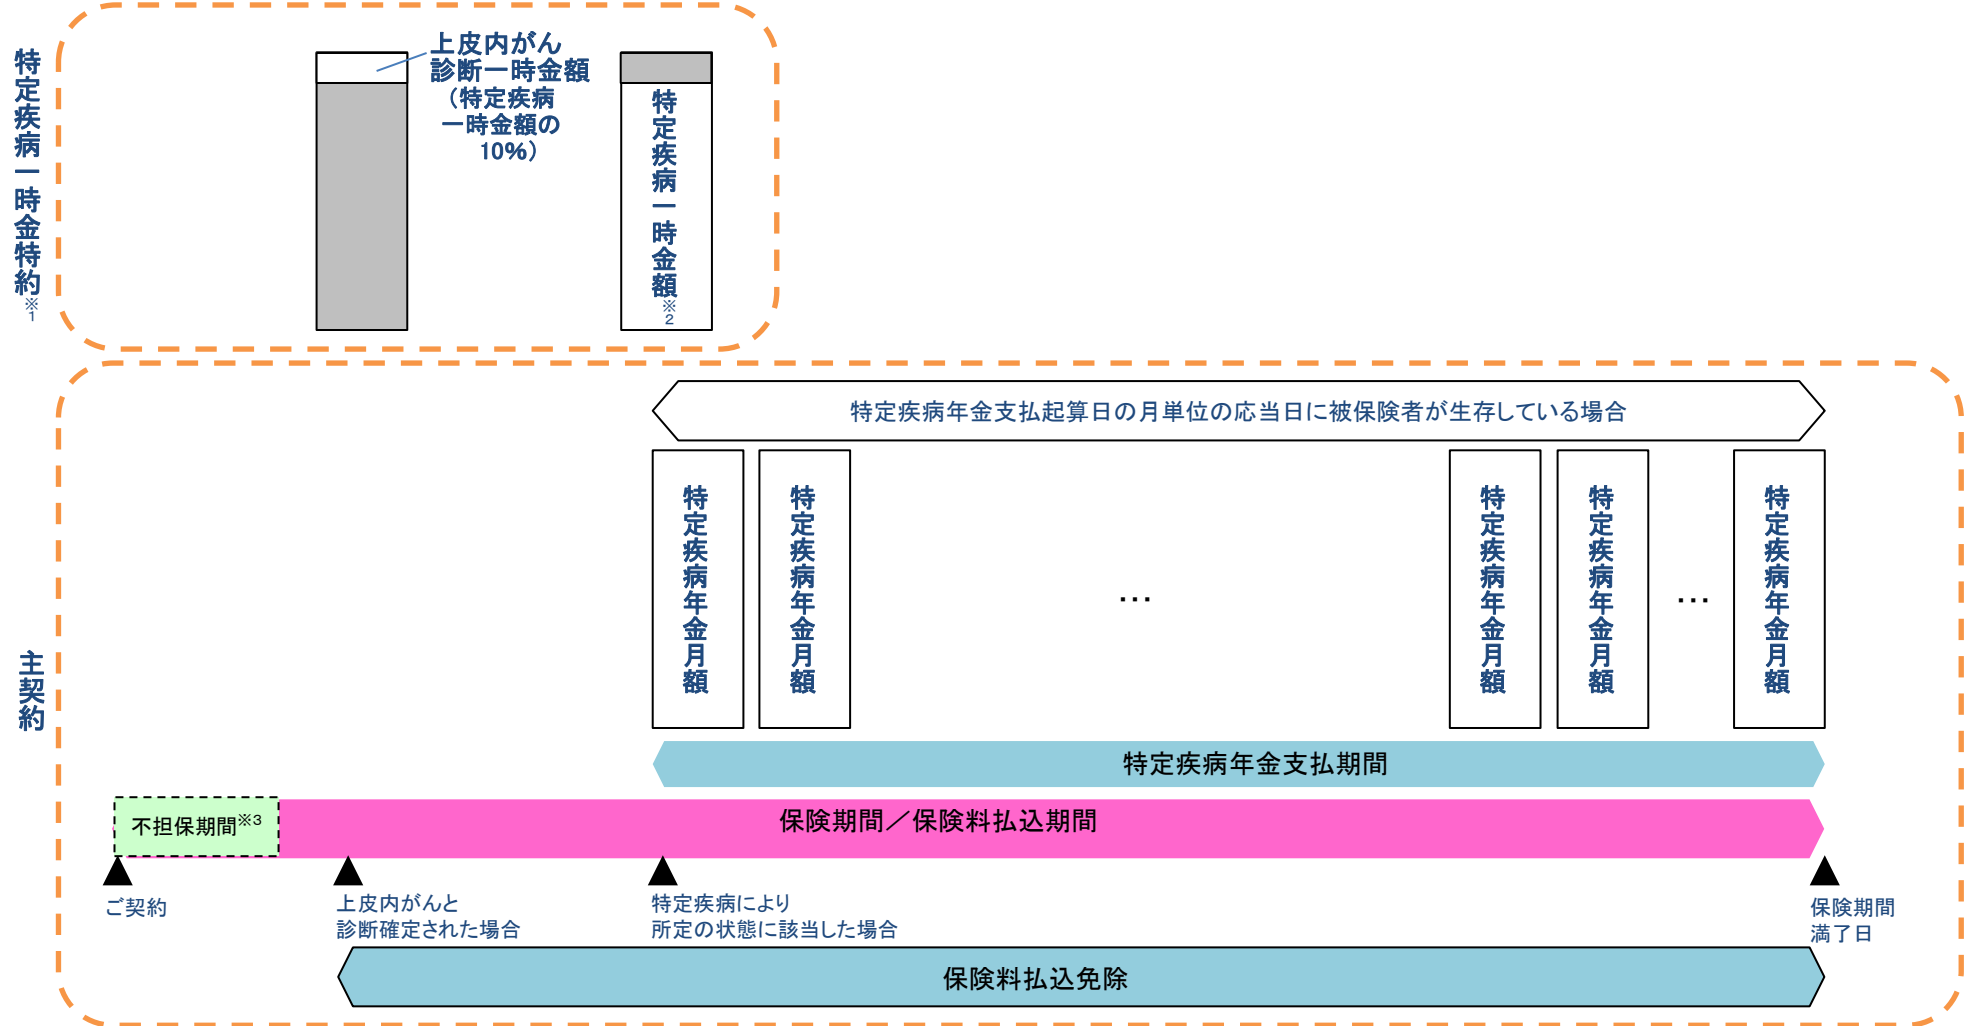 特定疾病一時金特約※1
上皮内がん
診断一時金額
（特定疾病
一時金額の
10%）
特定疾病一時金額※2
主契約
特定疾病年金支払起算日の月単位の応当日に被保険者が生存している場合
特定疾病年金月額
特定疾病年金月額
…
特定疾病年金月額
特定疾病年金月額
…
特定疾病年金月額
特定疾病年金支払期間
不担保期間※3
保険期間／保険料払込期間
ご契約
上皮内がんと
診断確定された場合
特定疾病により
所定の状態に該当した場合
保険期間
満了日
保険料払込免除